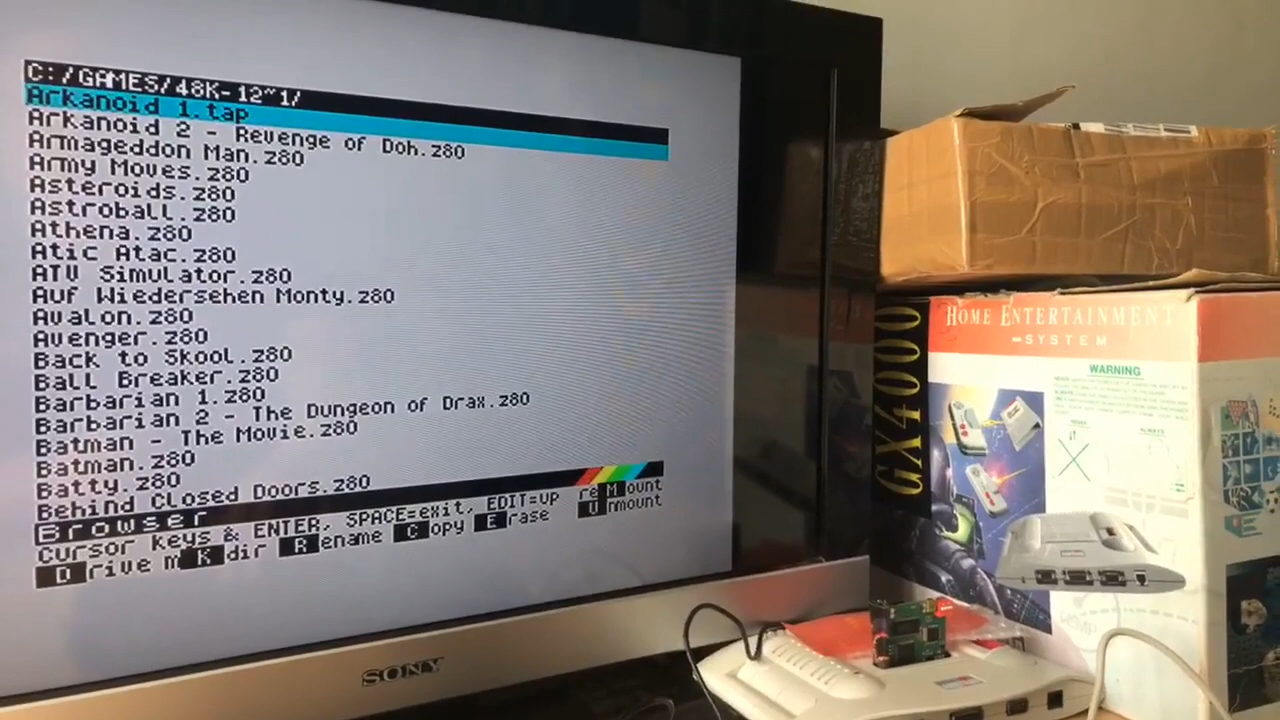 C:/GAMES/48K-12~1/
Arkanoid 1.tap
Arkanoid 2 - Revenge of Doh.z80
Armageddon Man.z80
Army Moves.z80
Asteroids.z80
Astroball.z80
Athena.z80
Atic Atac.z80
ATV Simulator.z80
Auf Wiedersehen Monty.z80
Avalon.z80
Avenger.z80
Back to Skool.z80
Ball Breaker.z80
Barbarian 1.z80
Barbarian 2 - The Dungeon of Drax.z80
Batman - The Movie.z80
Batman.z80
Batty.z80
Behind Closed Doors.z80
Browser
Cursor keys & ENTER, SPACE=exit, EDIT=up reMount
Drive mKdir Rename Copy Erase Unmount
SONY
GX4000
HOME ENTERTAINMENT
SYSTEM
WARNING
NEVER
ALWAYS